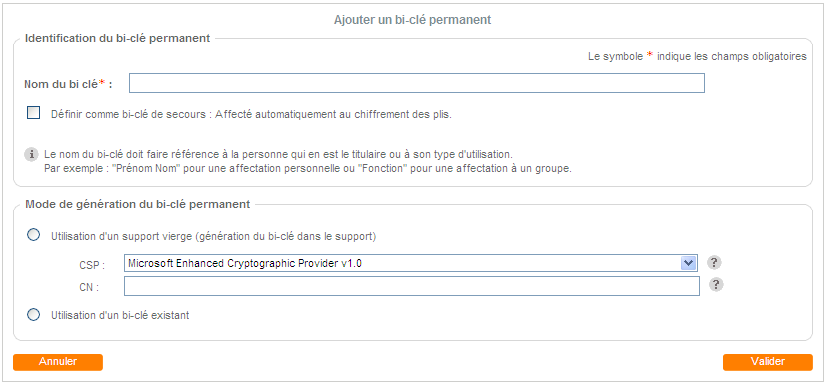 Ajouter un bi-clé permanent
Identification du bi-clé permanent
Le symbole * indique les champs obligatoires
Nom du bi clé* :
Définir comme bi-clé de secours : Affecté automatiquement au chiffrement des plis.
i Le nom du bi-clé doit faire référence à la personne qui en est le titulaire ou à son type d'utilisation.
Par exemple : "Prénom Nom" pour une affectation personnelle ou "Fonction" pour une affectation à un groupe.
Mode de génération du bi-clé permanent
Utilisation d'un support vierge (génération du bi-clé dans le support)
CSP : Microsoft Enhanced Cryptographic Provider v1.0 ?
CN : ?
Utilisation d'un bi-clé existant
Annuler Valider